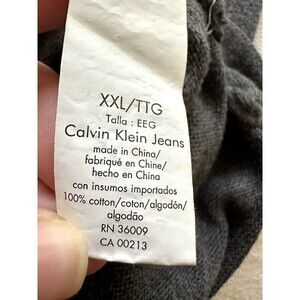 XXL/TTG
Talla : EEG
Calvin Klein Jeans
made in China/
fabriqué en Chine/
hecho en China
con insumos importados
100% cotton/coton/algodón/
algodão
RN 36009
CA 00213